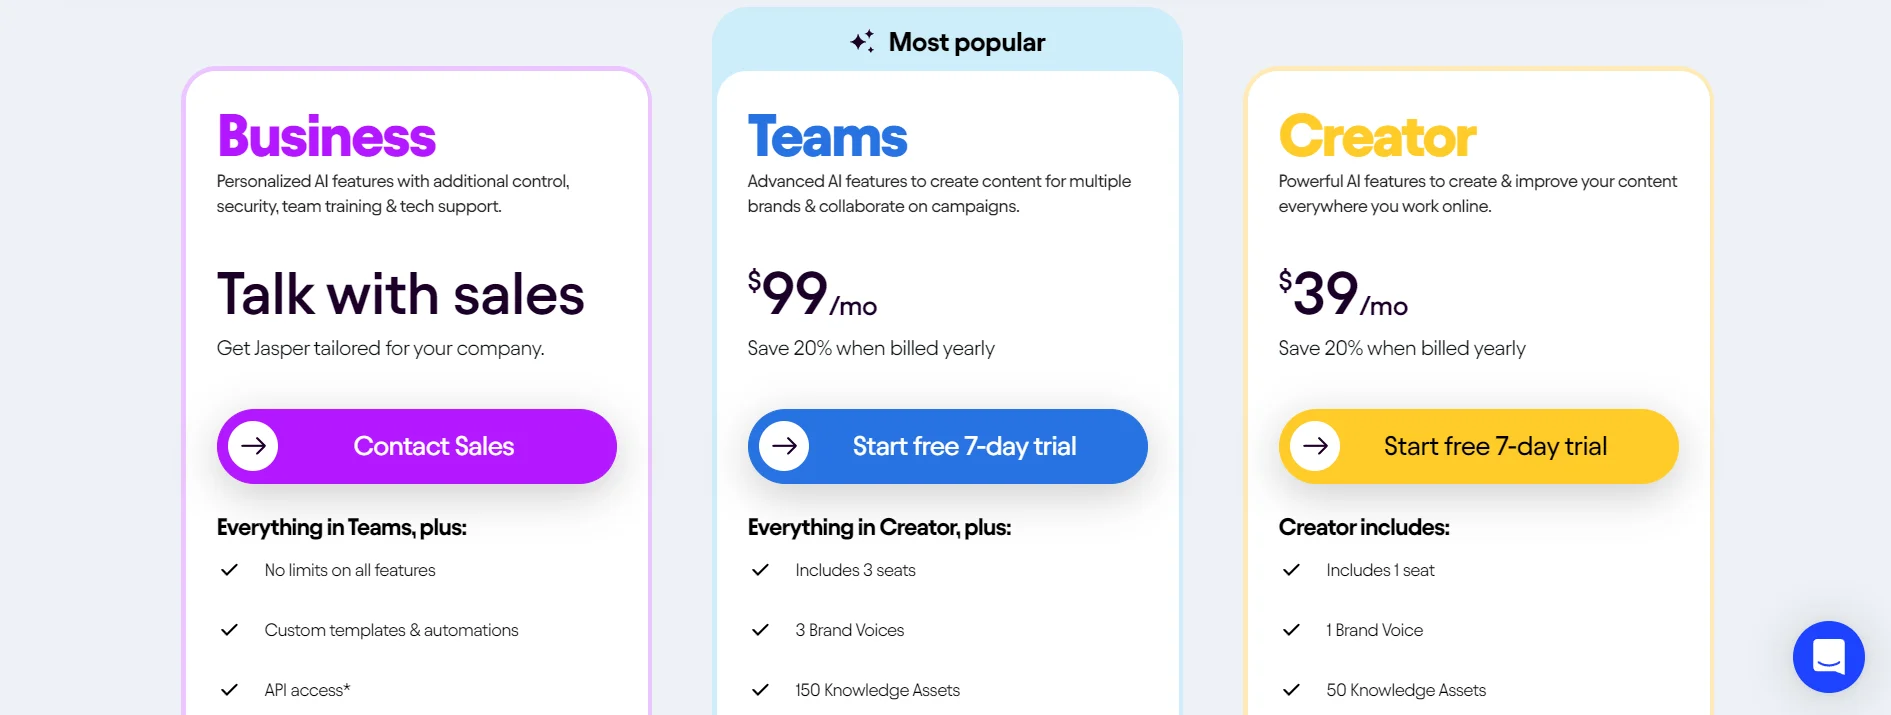 Most popular
Business
Personalized AI features with additional control,
security, team training & tech support.
Talk with sales
Get Jasper tailored for your company.
Contact Sales
Everything in Teams, plus:
No limits on all features
Custom templates & automations
API access*
Teams
Advanced AI features to create content for multiple
brands & collaborate on campaigns.
$99/mo
Save 20% when billed yearly
Start free 7-day trial
Everything in Creator, plus:
Includes 3 seats
3 Brand Voices
150 Knowledge Assets
Creator
Powerful AI features to create & improve your content
everywhere you work online.
$39/mo
Save 20% when billed yearly
Start free 7-day trial
Creator includes:
Includes 1 seat
1 Brand Voice
50 Knowledge Assets